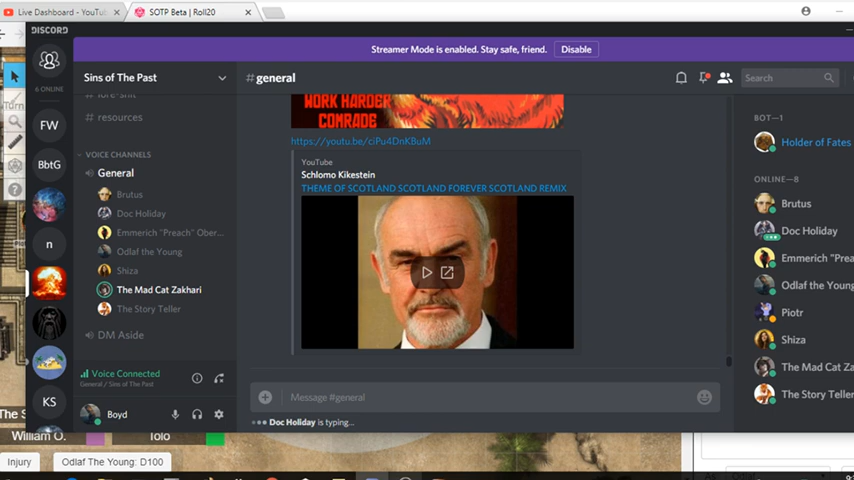 Live Dashboard - YouTu
SOTP Beta | Roll20
DISCORD
Streamer Mode is enabled. Stay safe, friend.
Disable
6 ONLINE
Sins of The Past
#general
Search
resources
FW
BbtG
n
KS
VOICE CHANNELS
General
Brutus
Doc Holiday
Emmerich "Preach" Ober...
Odlaf the Young
Shiza
The Mad Cat Zakhari
The Story Teller
DM Aside
Voice Connected
General / Sins of The Past
Boyd
WORK HARDER
COMRADE
https://youtu.be/ciPu4DnKBuM
YouTube
Schlomo Kikestein
THEME OF SCOTLAND SCOTLAND FOREVER SCOTLAND REMIX
Message #general
Doc Holiday is typing...
BOT—1
Holder of Fates
ONLINE—8
Brutus
Doc Holiday
Emmerich "Prea
Odlaf the Young
Piotr
Shiza
The Mad Cat Za
The Story Teller
The S
William O.
Tolo
Injury
Odlaf The Young: D100